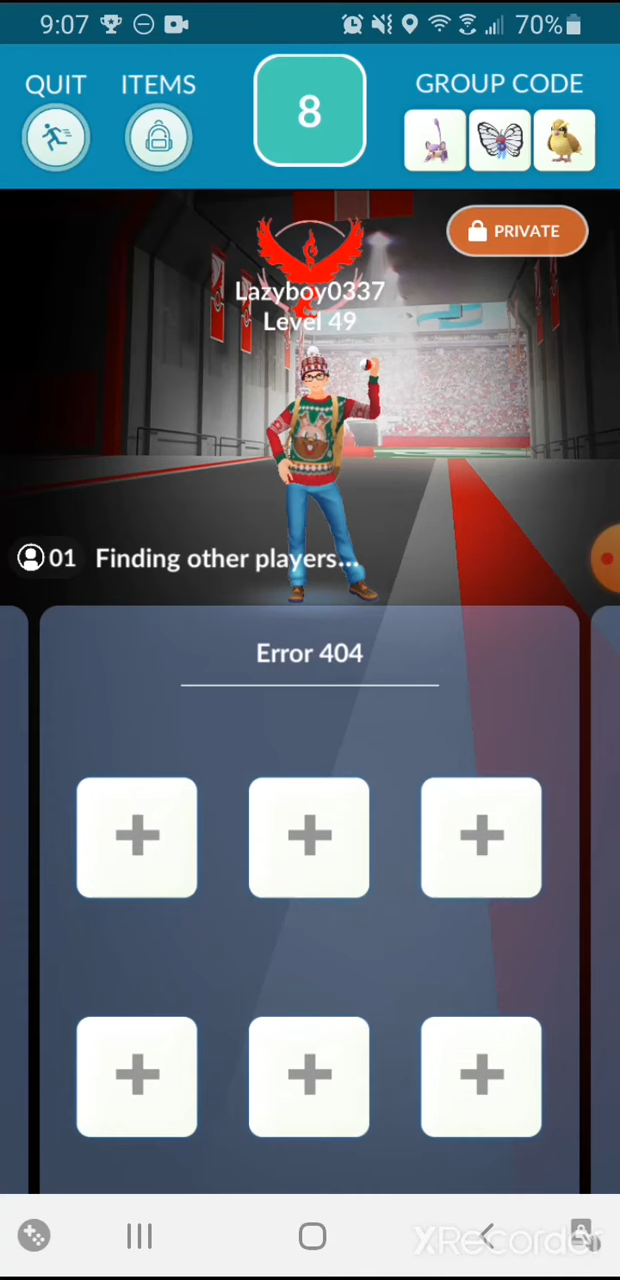 9:07
70%
QUIT
ITEMS
8
GROUP CODE
PRIVATE
Lazyboy0337
Level 49
01
Finding other players...
Error 404
XRecorder